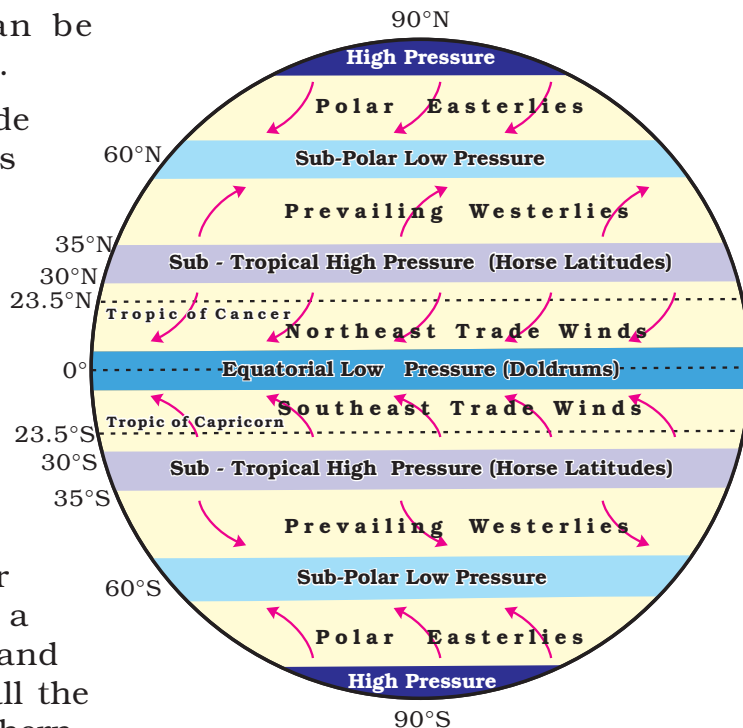 an be
90°N
High Pressure
.
Polar Easterlies
de
60°N
s
Sub-Polar Low Pressure
Prevailing Westerlies
35°N
Sub - Tropical High Pressure (Horse Latitudes)
30°N
23.5°N
Tropic of Cancer
Northeast Trade Winds
0°
Equatorial Low Pressure (Doldrums)
Southeast Trade Winds
Tropic of Capricorn
23.5°S
30°S
Sub - Tropical High Pressure (Horse Latitudes)
35°S
Prevailing Westerlies
r
60°S
Sub-Polar Low Pressure
a
Polar Easterlies
and
High Pressure
all the
90°S